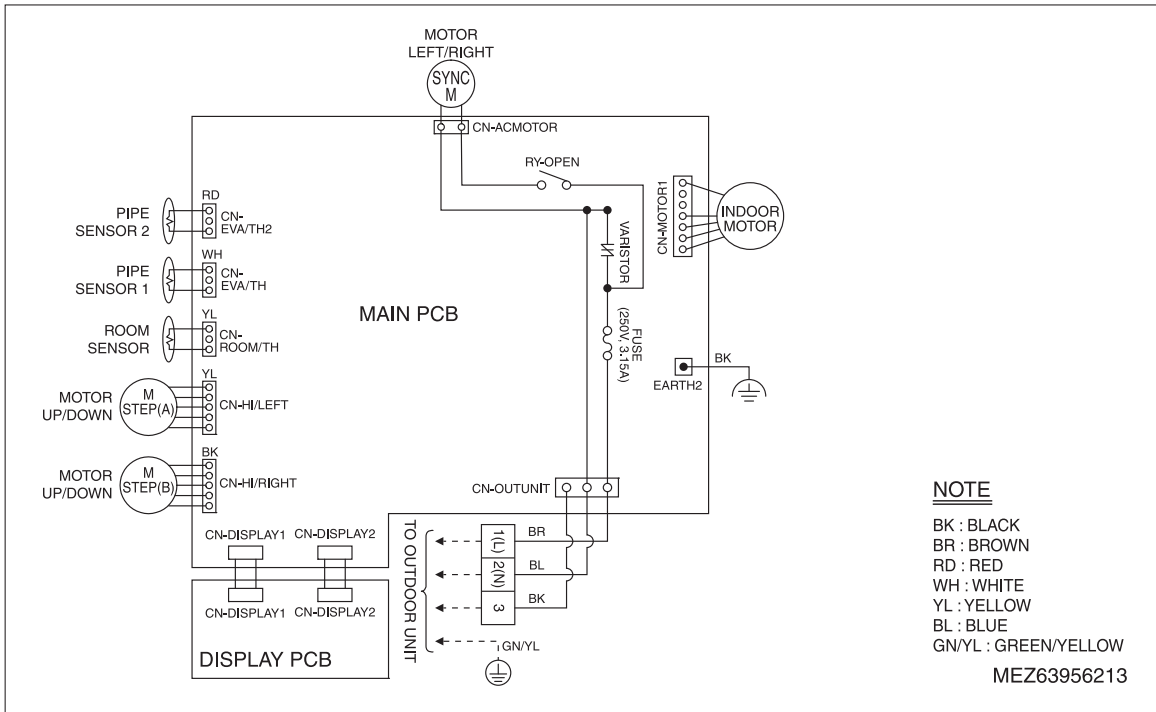 MOTOR
LEFT/RIGHT
SYNC
M
CN-ACMOTOR
RY-OPEN
RD
PIPE
SENSOR 2
CN-
EVA/TH2
WH
PIPE
SENSOR 1
CN-
EVA/TH
YL
ROOM
SENSOR
CN-
ROOM/TH
YL
MOTOR
UP/DOWN
M
STEP(A)
CN-HI/LEFT
BK
MOTOR
UP/DOWN
M
STEP(B)
CN-HI/RIGHT
MAIN PCB
VARISTOR
FUSE
(250V, 3.15A)
CN-MOTOR1
INDOOR
MOTOR
BK
EARTH2
CN-OUTUNIT
CN-DISPLAY1
CN-DISPLAY2
CN-DISPLAY1
CN-DISPLAY2
DISPLAY PCB
TO OUTDOOR UNIT
1(L)
BR
2(N)
BL
3
BK
GN/YL
NOTE
BK : BLACK
BR : BROWN
RD : RED
WH : WHITE
YL : YELLOW
BL : BLUE
GN/YL : GREEN/YELLOW
MEZ63956213